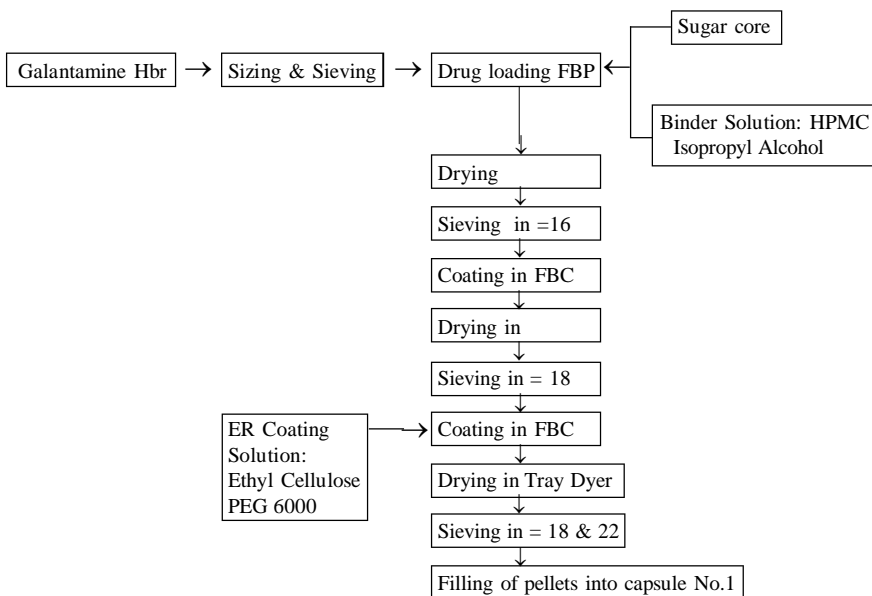 Sugar core
Galantamine Hbr
Sizing & Sieving
Drug loading FBP
Binder Solution: HPMC
Isopropyl Alcohol
Drying
Sieving in =16
Coating in FBC
Drying in
Sieving in = 18
ER Coating
Solution:
Ethyl Cellulose
PEG 6000
Coating in FBC
Drying in Tray Dyer
Sieving in = 18 & 22
Filling of pellets into capsule No.1